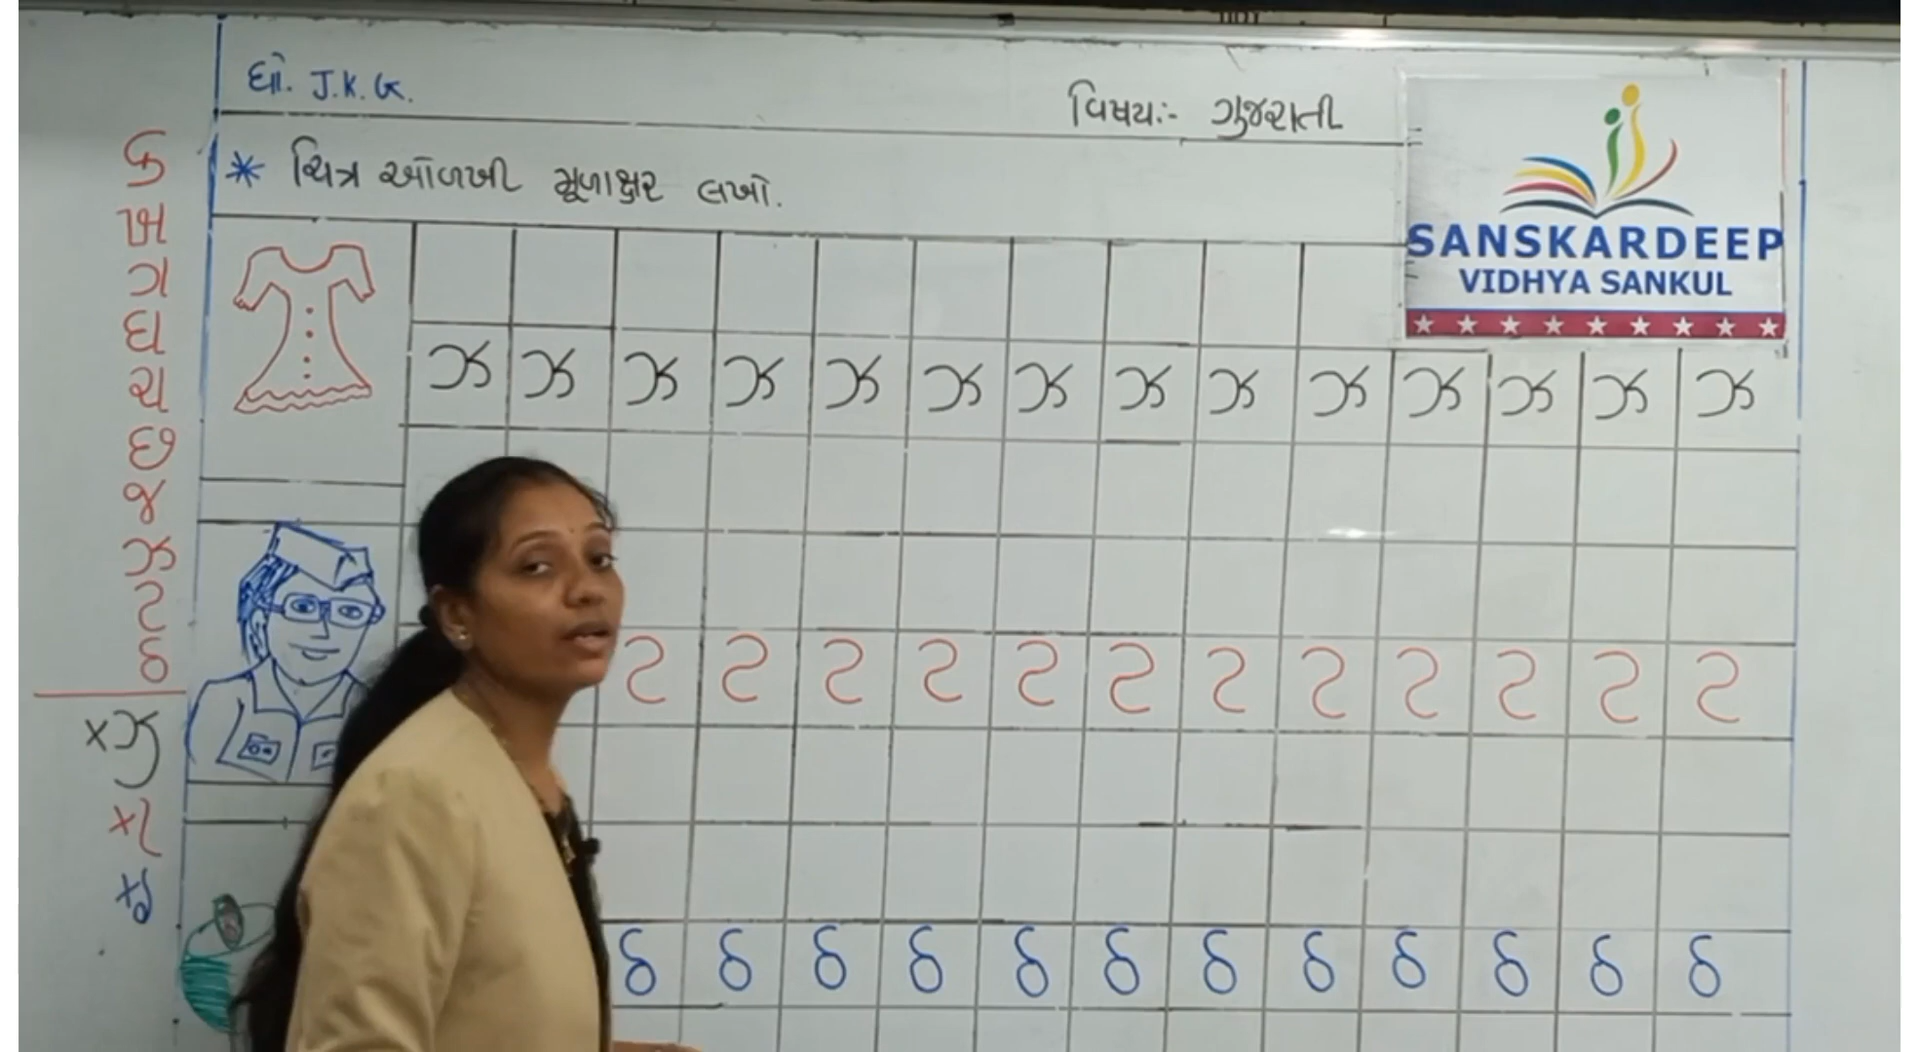 ધો. J.K.G.
વિષય:- ગુજરાતી
* ચિત્ર ઓળખી મૂળાક્ષર લખો.
SANSKARDEEP
VIDHYA SANKUL
ક
ખ
ગ
ઘ
ચ
છ
જ
ઝ
ટ
ઠ
ઝ ઝ ઝ ઝ ઝ ઝ ઝ ઝ ઝ ઝ ઝ ઝ ઝ ઝ
ટ ટ ટ ટ ટ ટ ટ ટ ટ ટ ટ ટ
ઠ ઠ ઠ ઠ ઠ ઠ ઠ ઠ ઠ ઠ ઠ ઠ